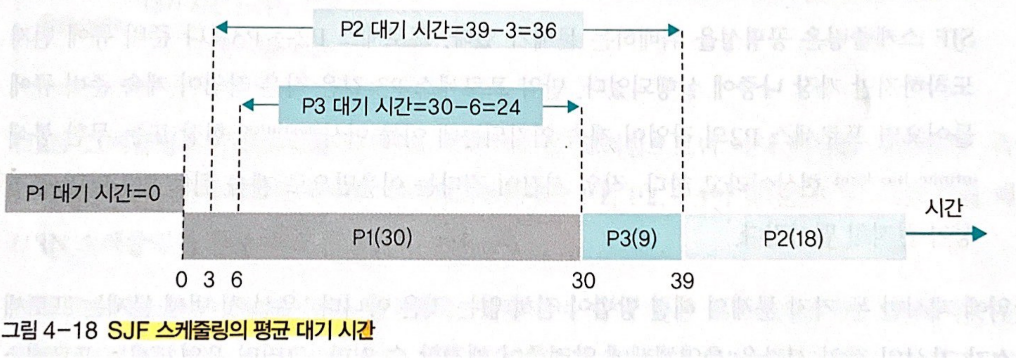 P2 대기 시간=39-3=36
P3 대기 시간=30-6=24
P1 대기 시간=0
P1(30) P3(9) P2(18) 시간
0 3 6 30 39
그림 4-18 SJF 스케줄링의 평균 대기 시간